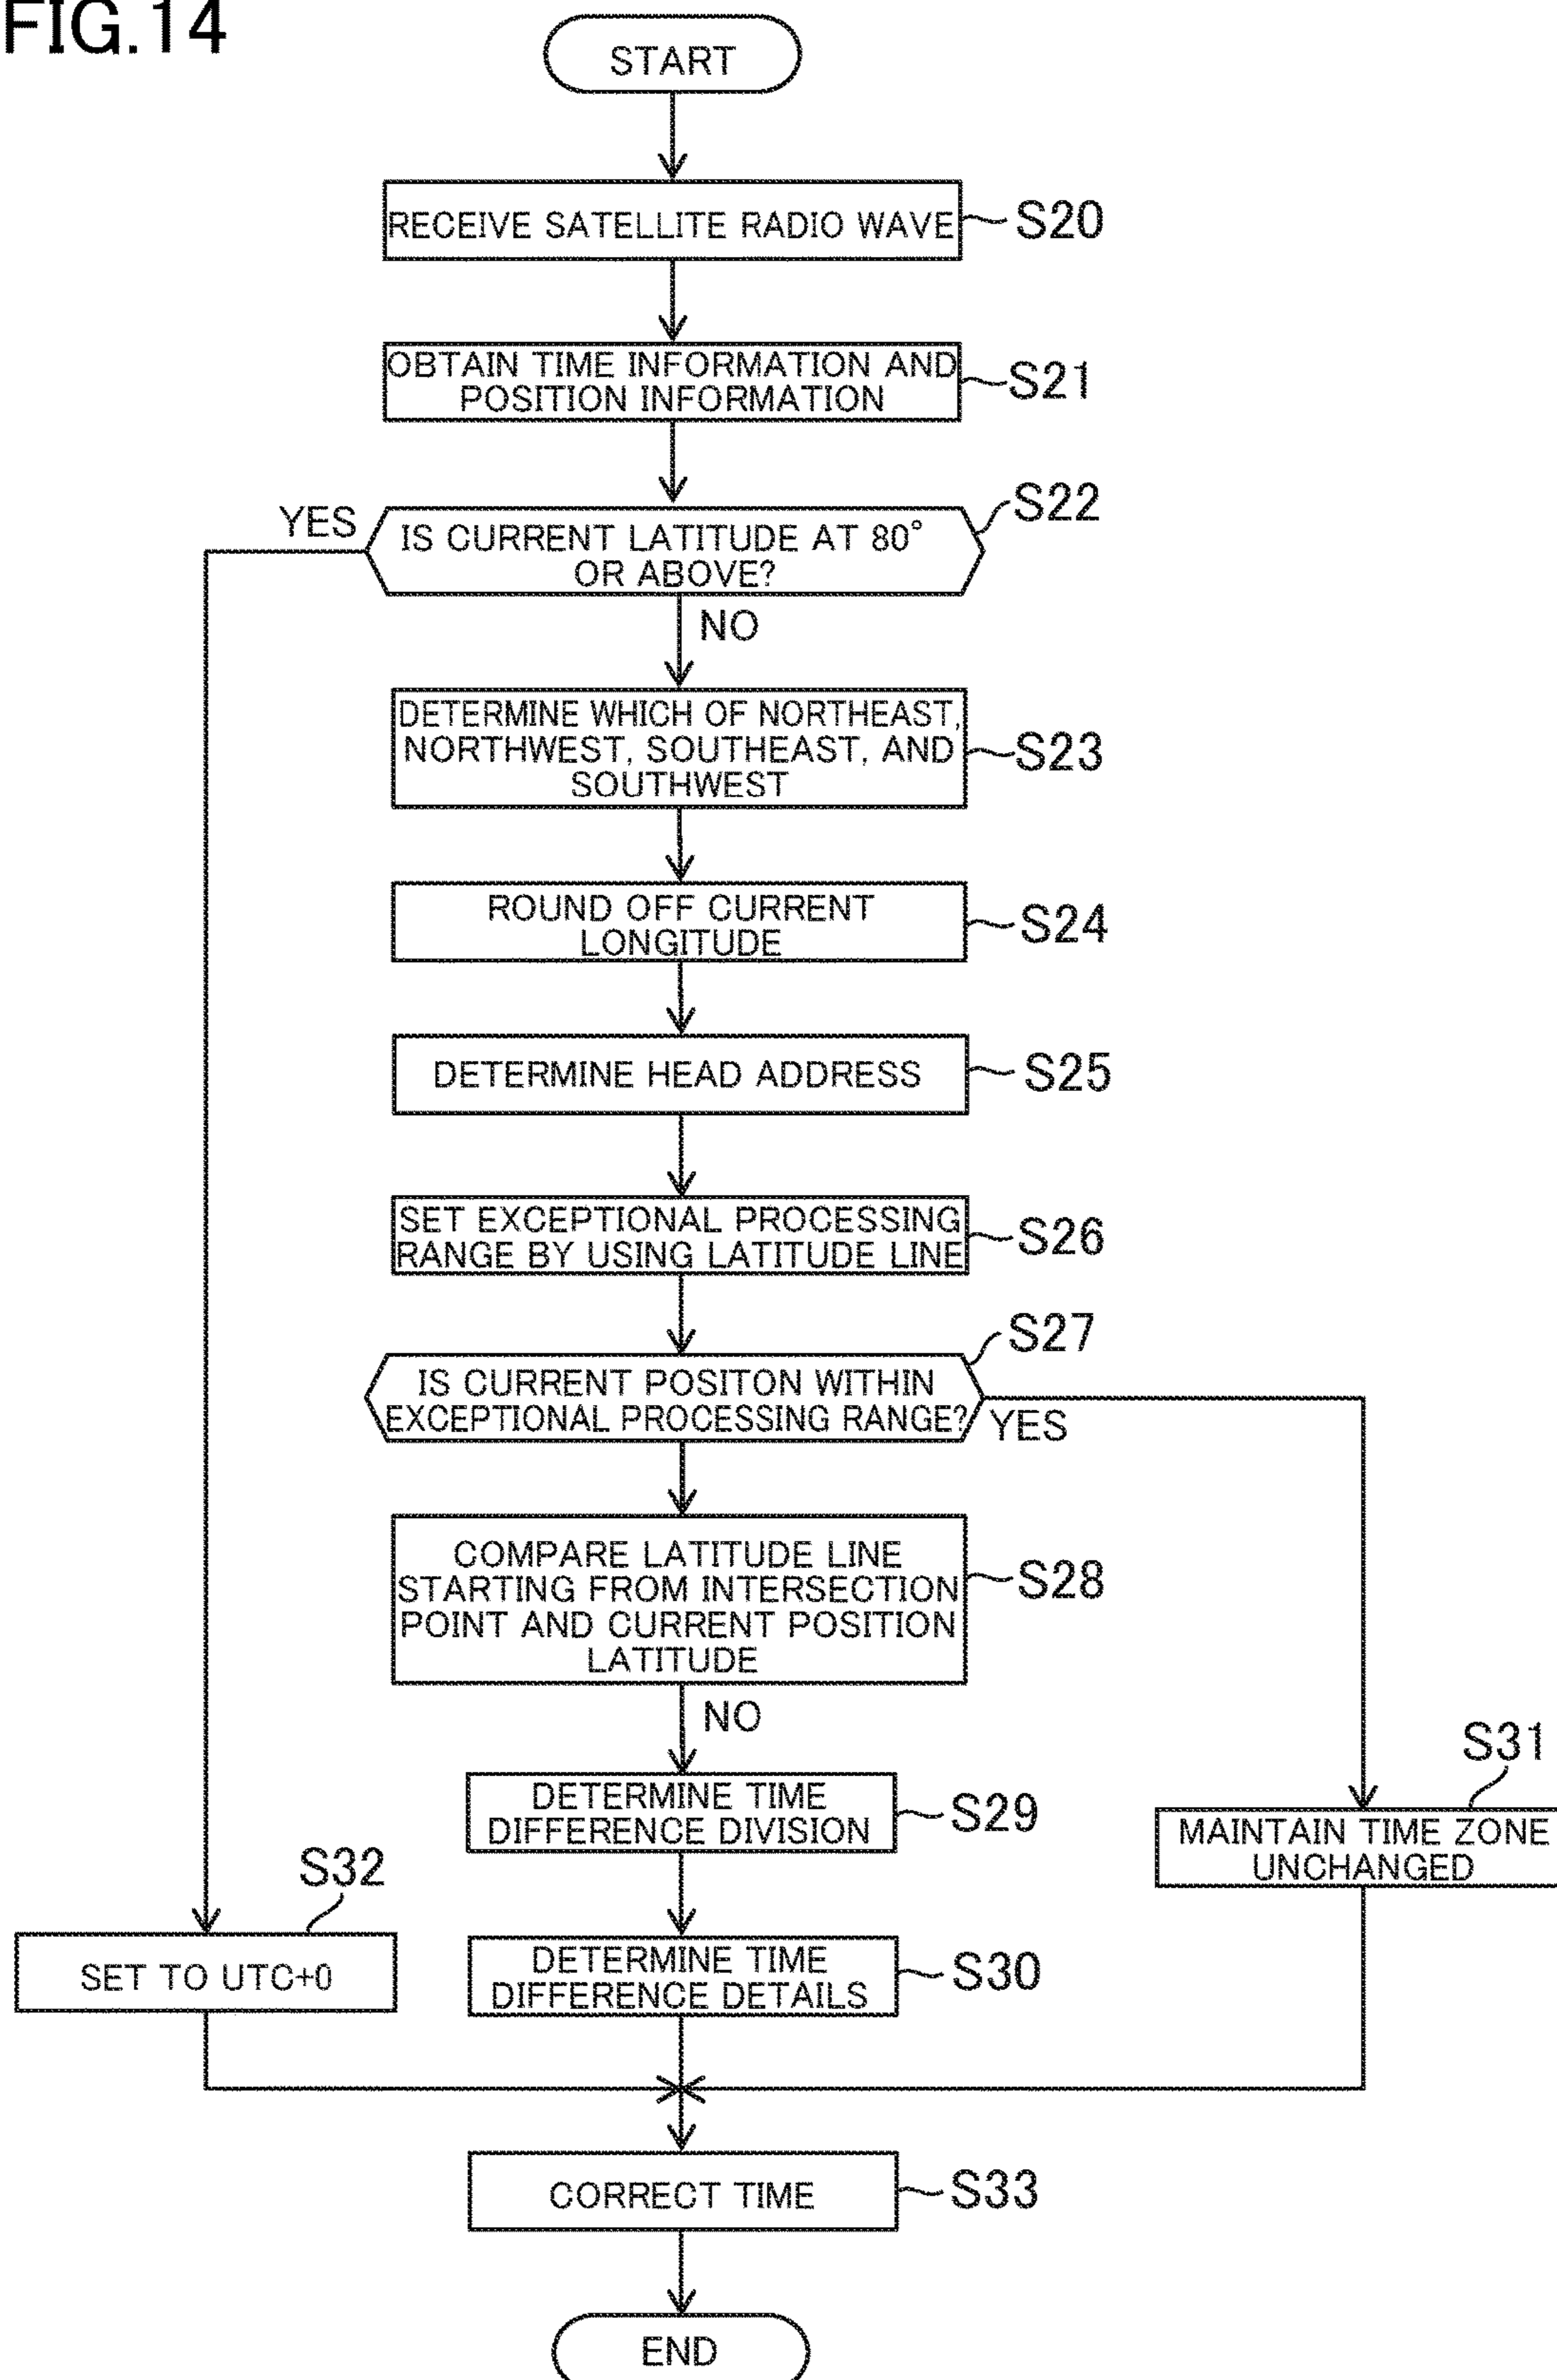 FIG.14
START
RECEIVE SATELLITE RADIO WAVE
S20
OBTAIN TIME INFORMATION AND
POSITION INFORMATION
S21
YES
IS CURRENT LATITUDE AT 80°
OR ABOVE?
S22
NO
DETERMINE WHICH OF NORTHEAST,
NORTHWEST, SOUTHEAST, AND
SOUTHWEST
S23
ROUND OFF CURRENT
LONGITUDE
S24
DETERMINE HEAD ADDRESS
S25
SET EXCEPTIONAL PROCESSING
RANGE BY USING LATITUDE LINE
S26
S27
IS CURRENT POSITON WITHIN
EXCEPTIONAL PROCESSING RANGE?
YES
COMPARE LATITUDE LINE
STARTING FROM INTERSECTION
POINT AND CURRENT POSITION
LATITUDE
S28
NO
DETERMINE TIME
DIFFERENCE DIVISION
S29
S31
MAINTAIN TIME ZONE
UNCHANGED
S32
SET TO UTC+0
DETERMINE TIME
DIFFERENCE DETAILS
S30
CORRECT TIME
S33
END